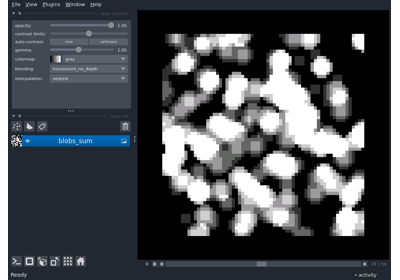 File View Plugins Window Help
opacity: 1.00
contrast limits:
auto-contrast: once continuous
gamma: 1.00
colormap: gray
blending: translucent_no_depth
interpolation: nearest
blobs_sum
Ready
activity